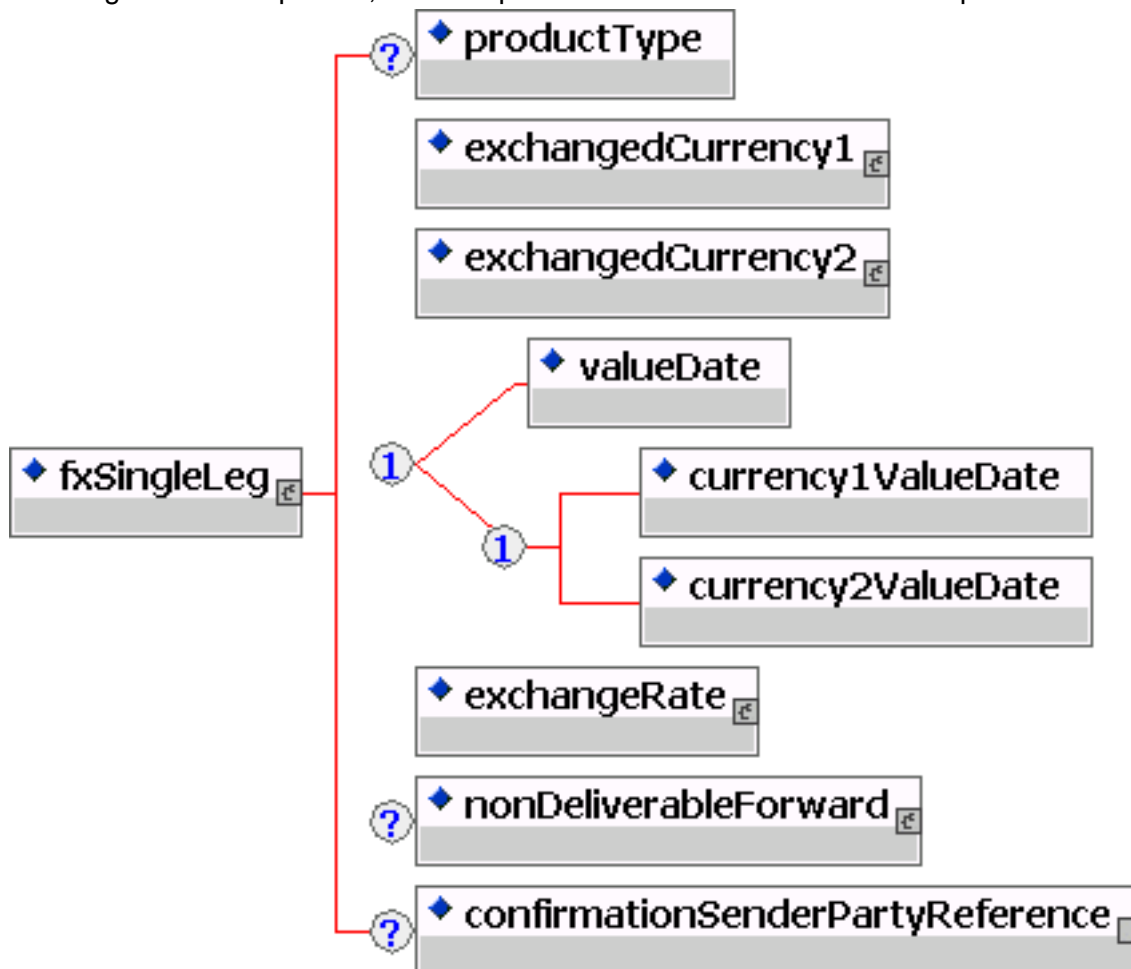 ?
productType
exchangedCurrency1
exchangedCurrency2
valueDate
1
fxSingleLeg
currency1ValueDate
1
currency2ValueDate
exchangeRate
?
nonDeliverableForward
?
confirmationSenderPartyReference